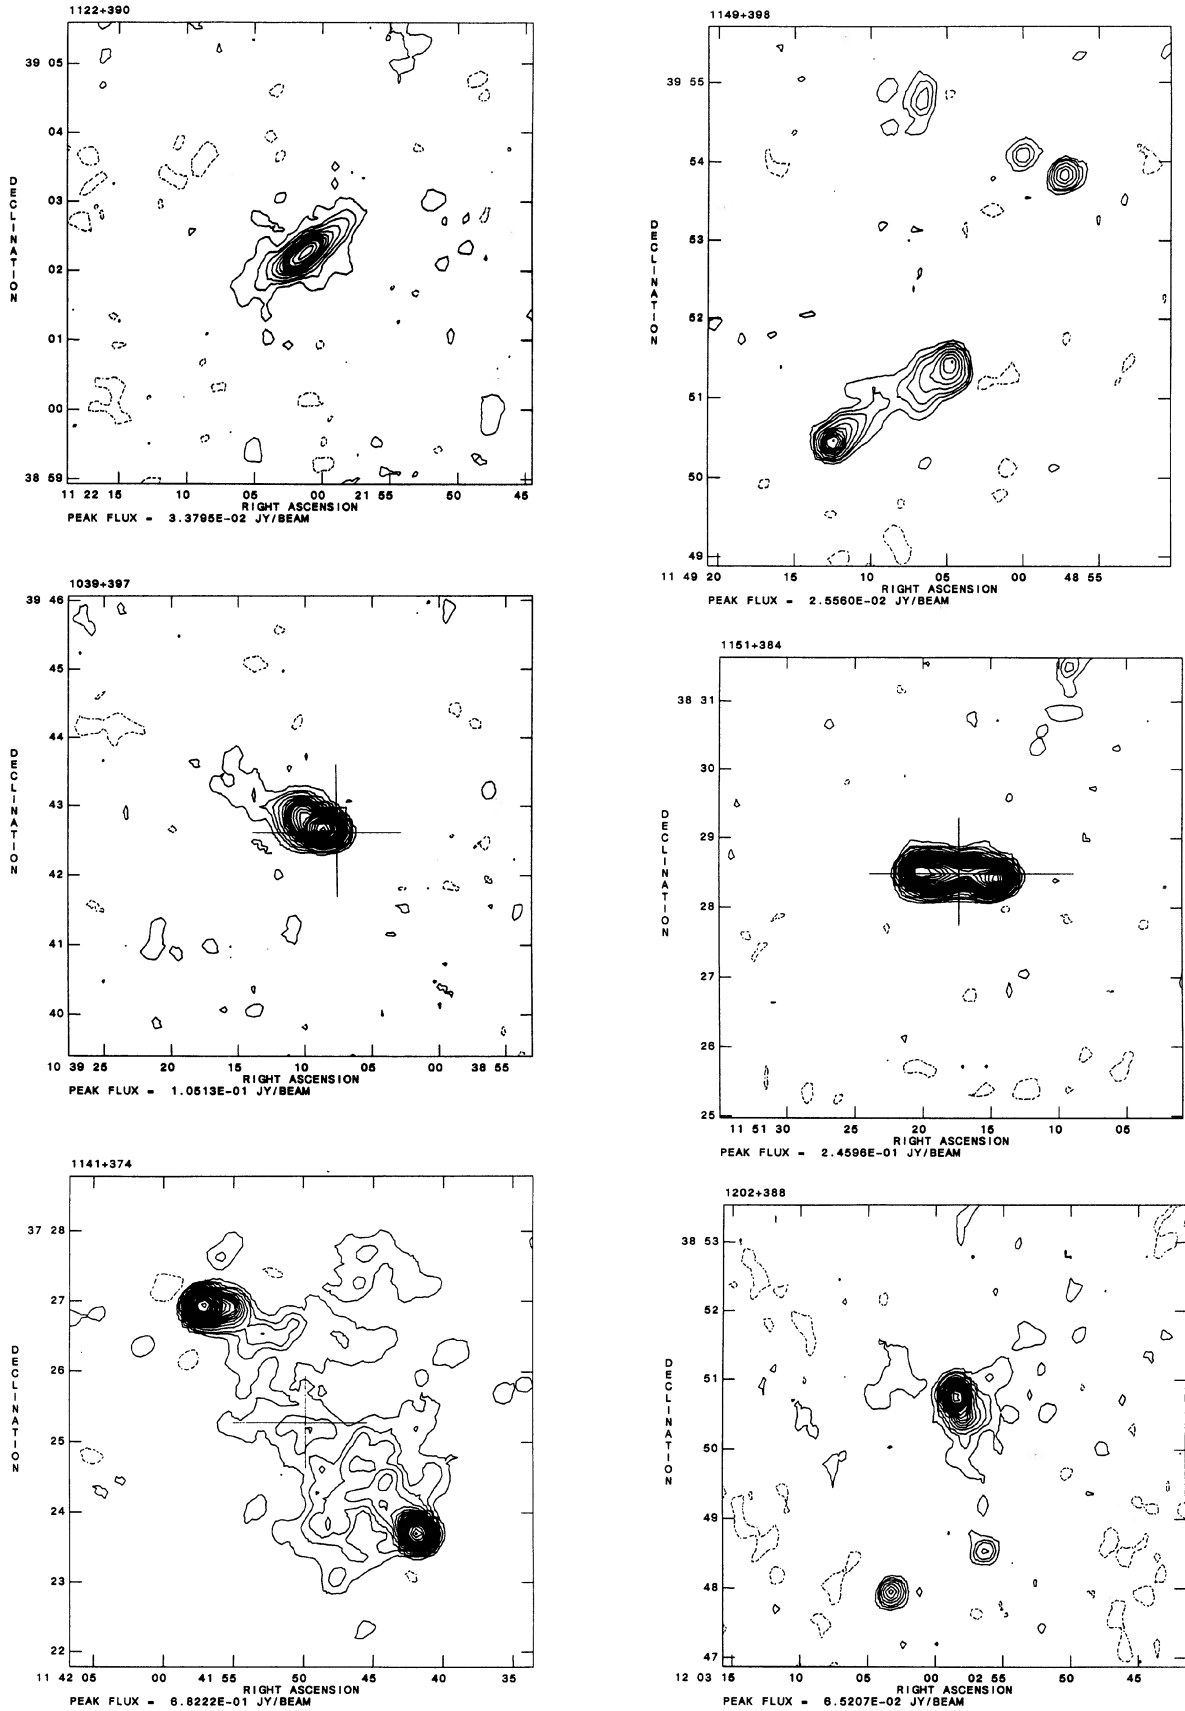 1122+390
39 05
04
03
02
01
00
38 59
DECLINATION
11 22 15 10 05 00 21 55 50 45
RIGHT ASCENSION
PEAK FLUX = 3.3795E-02 JY/BEAM
1039+397
39 46
45
44
43
42
41
40
DECLINATION
10 39 25 20 15 10 05 00 38 55
RIGHT ASCENSION
PEAK FLUX = 1.0513E-01 JY/BEAM
1141+374
37 28
27
26
25
24
23
22
DECLINATION
11 42 05 00 41 55 50 45 40 35
RIGHT ASCENSION
PEAK FLUX = 6.8222E-01 JY/BEAM
1149+398
39 55
54
53
52
51
50
49
DECLINATION
11 49 20 15 10 05 00 48 55
RIGHT ASCENSION
PEAK FLUX = 2.5560E-02 JY/BEAM
1151+384
38 31
30
29
28
27
26
25
DECLINATION
11 51 30 25 20 15 10 05
RIGHT ASCENSION
PEAK FLUX = 2.4596E-01 JY/BEAM
1202+388
38 53
52
51
50
49
48
47
DECLINATION
12 03 15 10 05 00 02 55 50 45
RIGHT ASCENSION
PEAK FLUX = 6.5207E-02 JY/BEAM